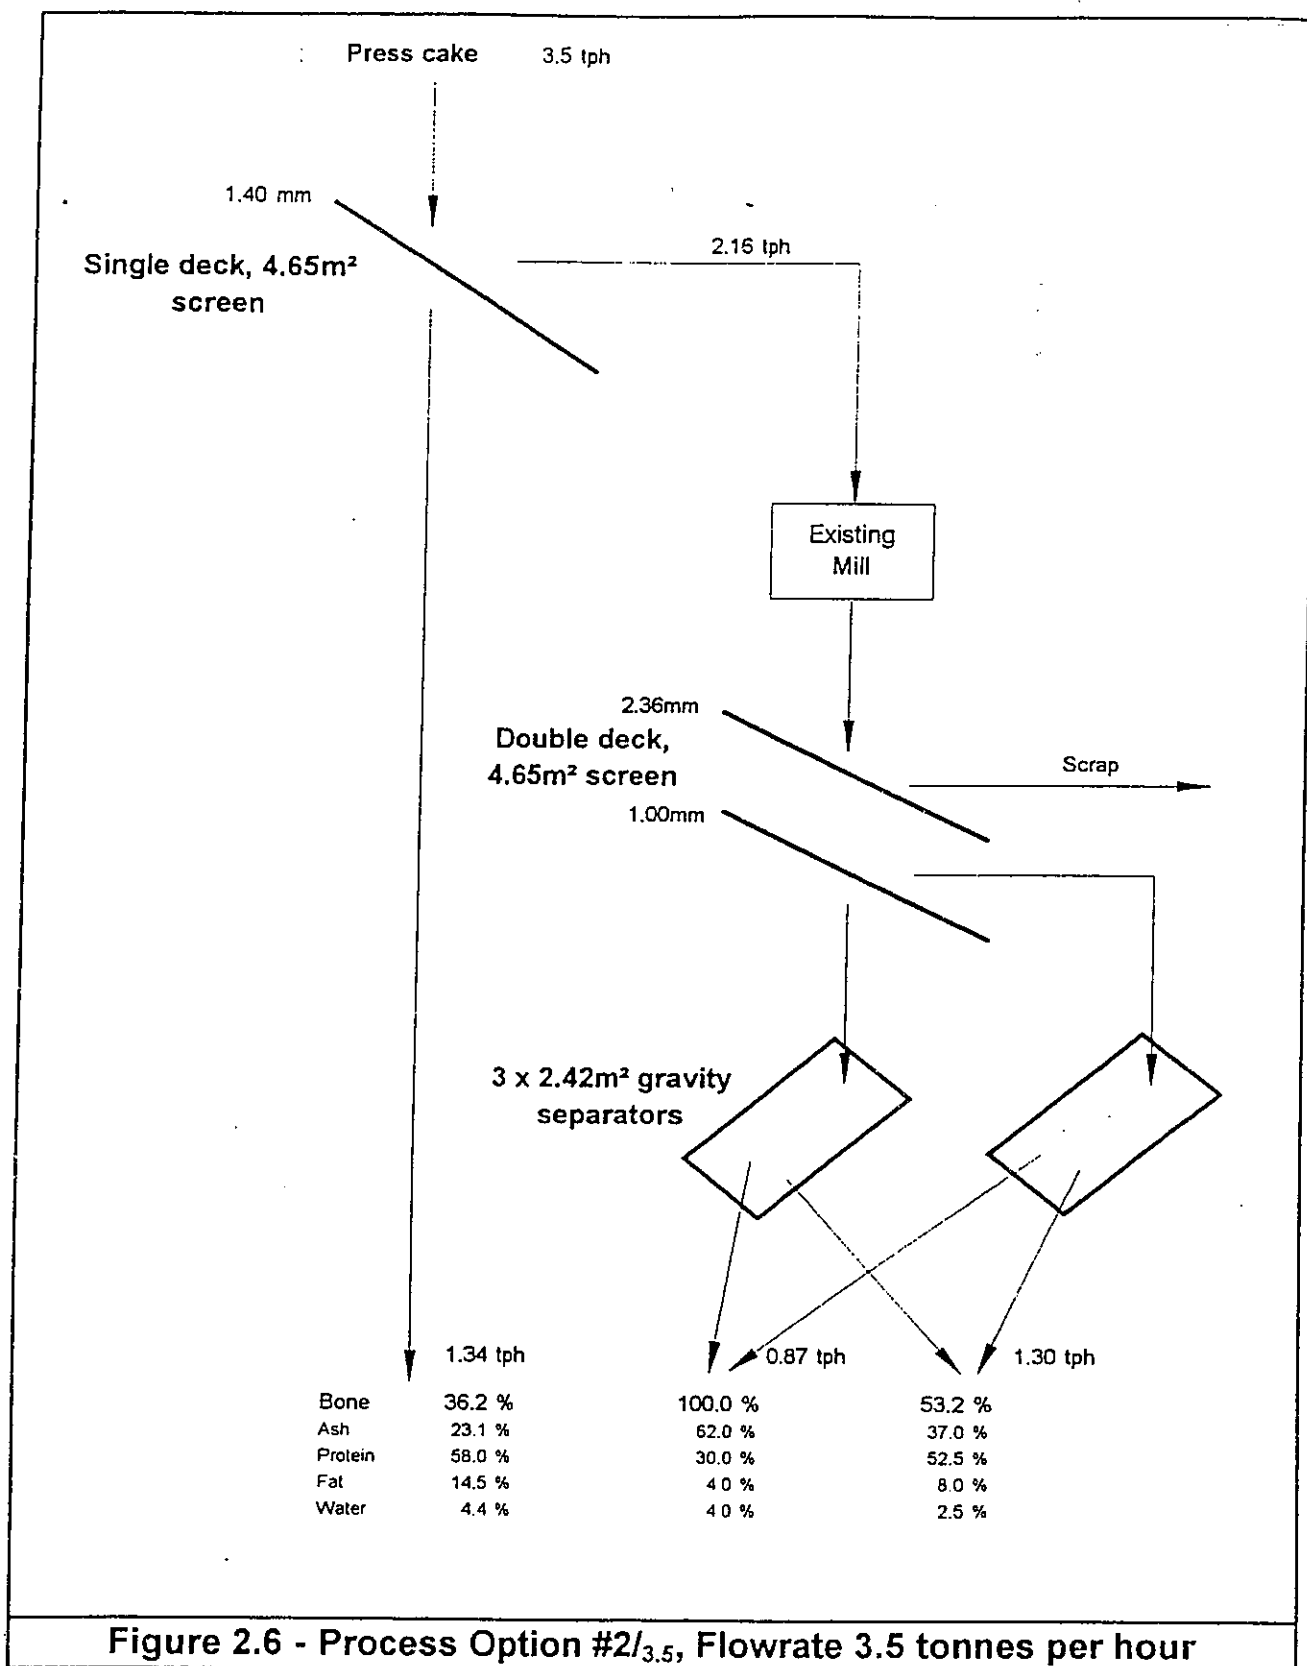 Press cake 3.5 tph
1.40 mm
2.16 tph
Single deck, 4.65m²
screen
Existing
Mill
2.36mm
Double deck,
4.65m² screen
Scrap
1.00mm
3 x 2.42m² gravity
separators
1.34 tph 0.87 tph 1.30 tph
Bone 36.2 % 100.0 % 53.2 %
Ash 23.1 % 62.0 % 37.0 %
Protein 58.0 % 30.0 % 52.5 %
Fat 14.5 % 4 0 % 8.0 %
Water 4.4 % 4 0 % 2.5 %
Figure 2.6 - Process Option #2/3.5, Flowrate 3.5 tonnes per hour